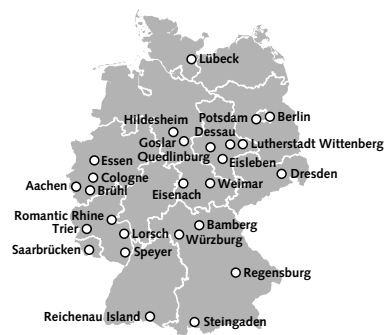 Lübeck
Potsdam
Berlin
Hildesheim
Dessau
Goslar
Lutherstadt Wittenberg
Quedlinburg
Essen
Eisleben
Cologne
Dresden
Aachen
Brühl
Weimar
Eisenach
Romantic Rhine
Bamberg
Trier
Lorsch
Würzburg
Saarbrücken
Speyer
Regensburg
Reichenau Island
Steingaden